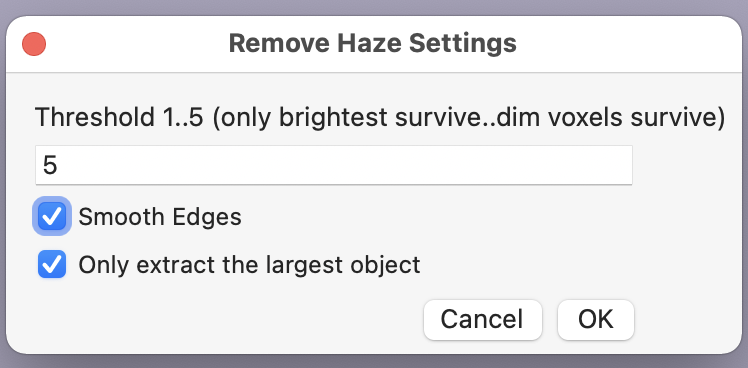 Remove Haze Settings
Threshold 1..5 (only brightest survive..dim voxels survive)
5
Smooth Edges
Only extract the largest object
Cancel OK